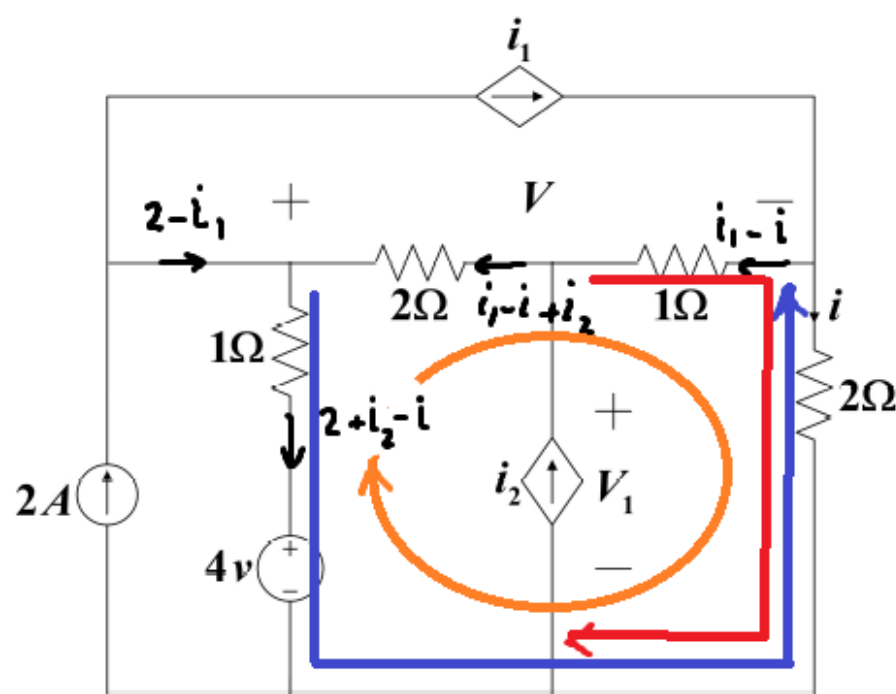 i₁
+ V −
2-i₁
i₁-i
2Ω
i₁-i+i₂
1Ω
i
1Ω
2Ω
2+i₂-i
+
2A
i₂
V₁
4v
+
−
−